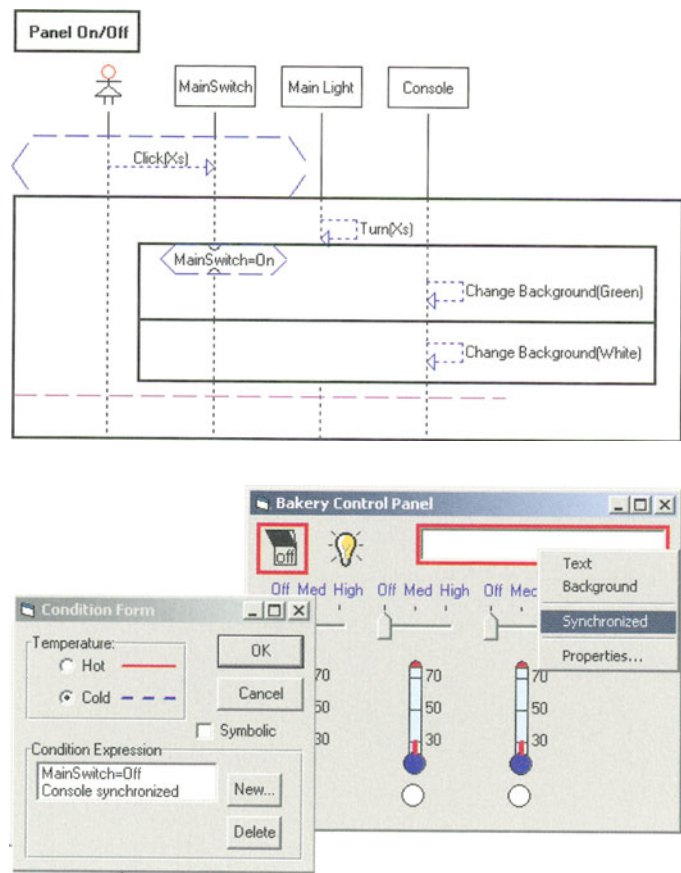 Panel On/Off
MainSwitch
Main Light
Console
Click(Xs)
Turn(Xs)
MainSwitch=On
Change Background(Green)
Change Background(White)
Bakery Control Panel
off
Off Med High
Off Med High
Off Med
Text
Background
Synchronized
Properties...
70
70
70
50
50
50
30
30
30
Condition Form
Temperature:
Hot
Cold
OK
Cancel
Symbolic
Condition Expression
MainSwitch=Off
Console synchronized
New...
Delete